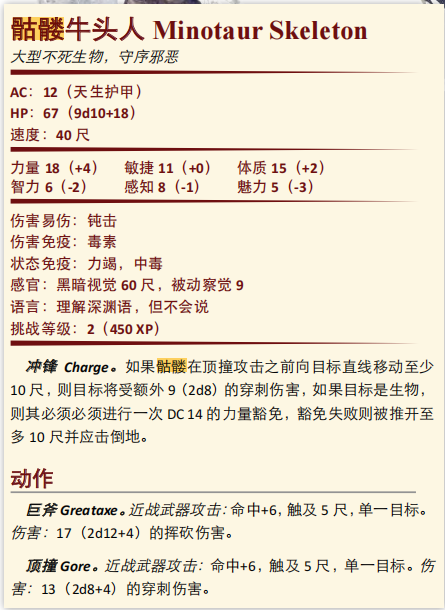 骷髅牛头人 Minotaur Skeleton
大型不死生物，守序邪恶
AC：12（天生护甲）
HP：67（9d10+18）
速度：40 尺
力量 18（+4） 敏捷 11（+0） 体质 15（+2）
智力 6（-2） 感知 8（-1） 魅力 5（-3）
伤害易伤：钝击
伤害免疫：毒素
状态免疫：力竭，中毒
感官：黑暗视觉 60 尺，被动察觉 9
语言：理解深渊语，但不会说
挑战等级：2（450 XP）
冲锋 Charge。如果骷髅在顶撞攻击之前向目标直线移动至少
10 尺，则目标将受额外 9（2d8）的穿刺伤害，如果目标是生物，
则其必须必须进行一次 DC 14 的力量豁免，豁免失败则被推开至
多 10 尺并应击倒地。
动作
巨斧 Greataxe。近战武器攻击：命中+6，触及 5 尺，单一目标。
伤害：17（2d12+4）的挥砍伤害。
顶撞 Gore。近战武器攻击：命中+6，触及 5 尺，单一目标。伤
害：13（2d8+4）的穿刺伤害。